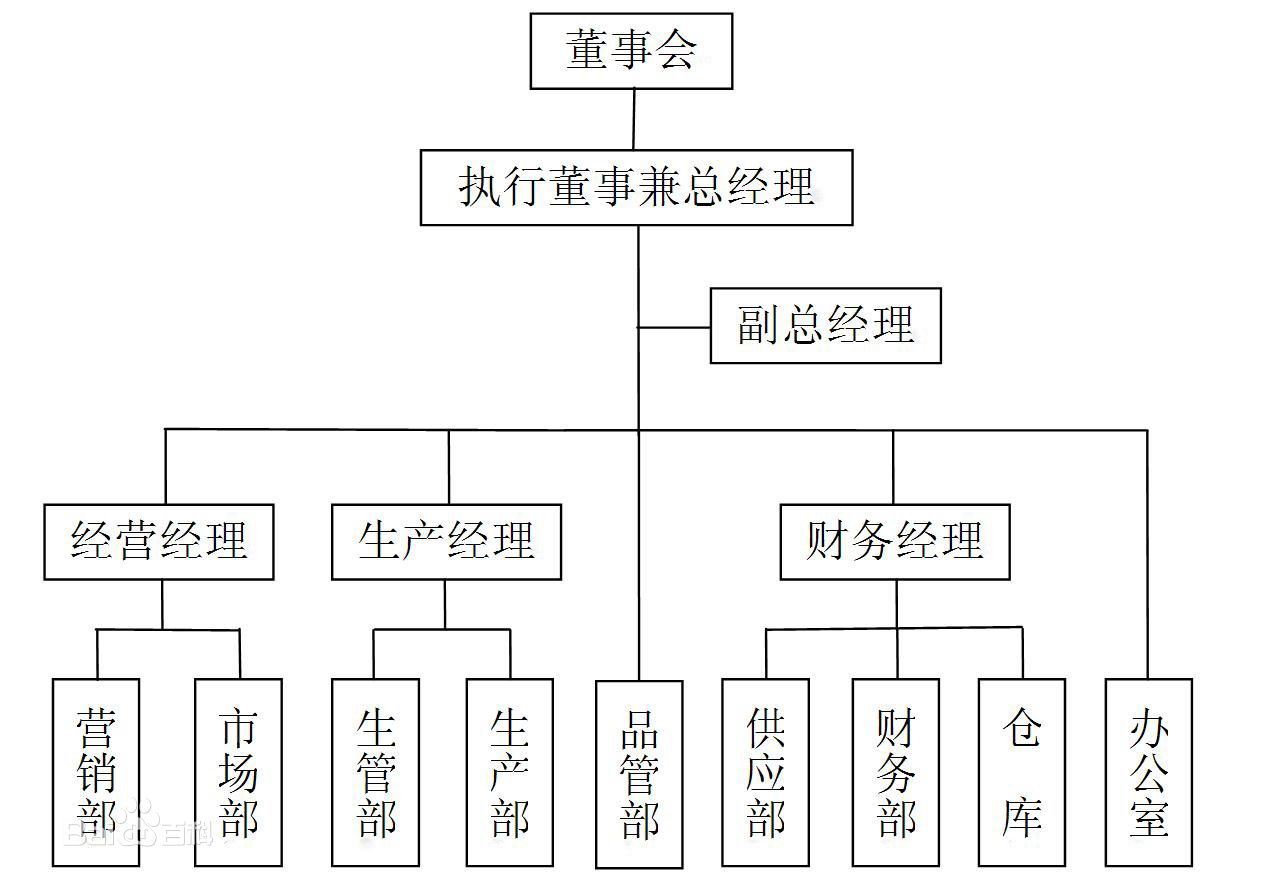 董事会
执行董事兼总经理
副总经理
经营经理
生产经理
财务经理
营销部
市场部
生管部
生产部
品管部
供应部
财务部
仓库
办公室
Bai 百科